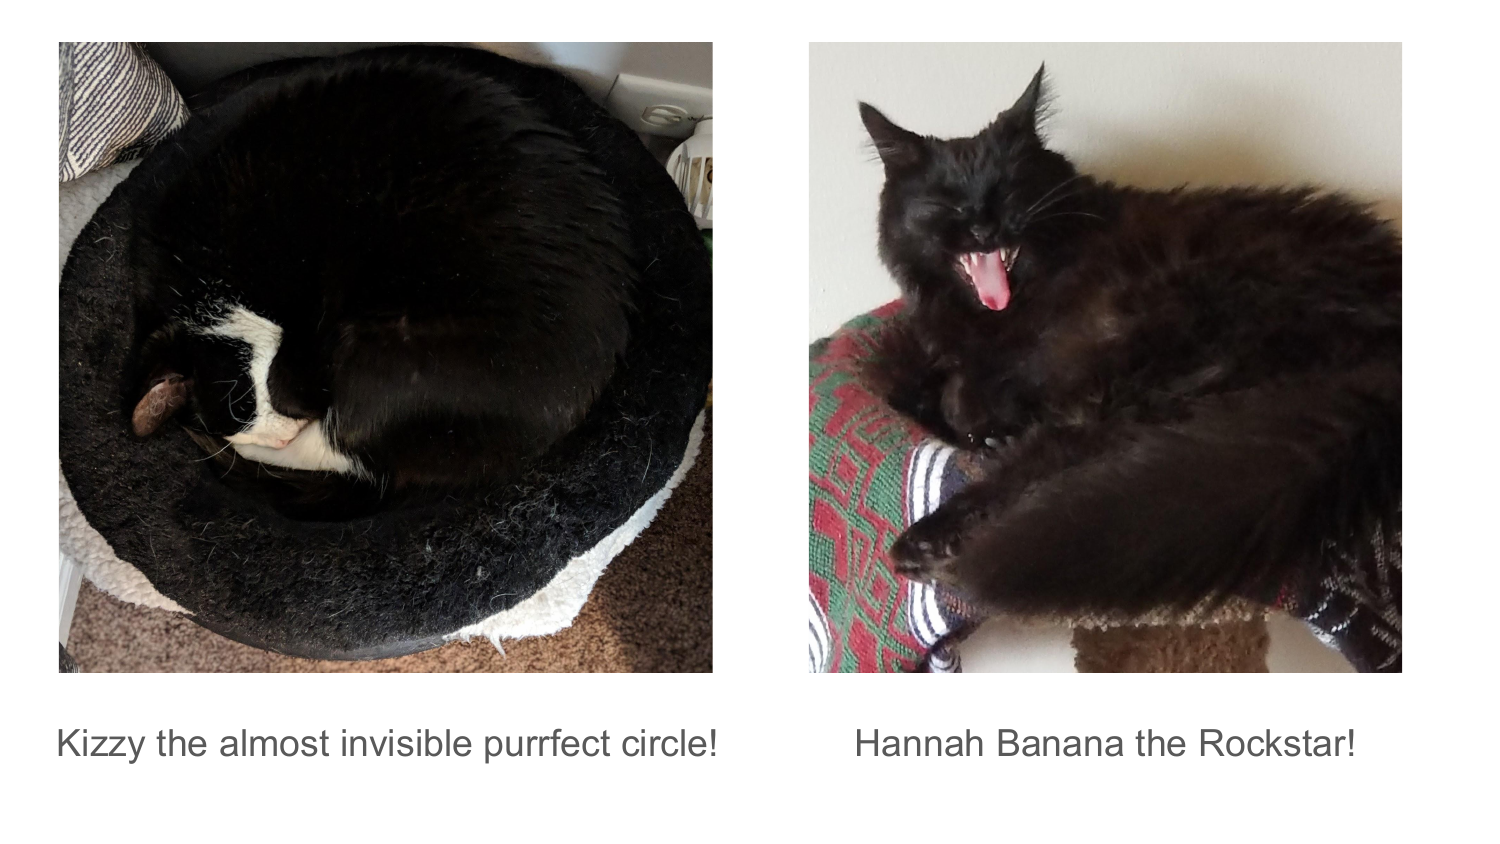 Kizzy the almost invisible purrfect circle!
Hannah Banana the Rockstar!